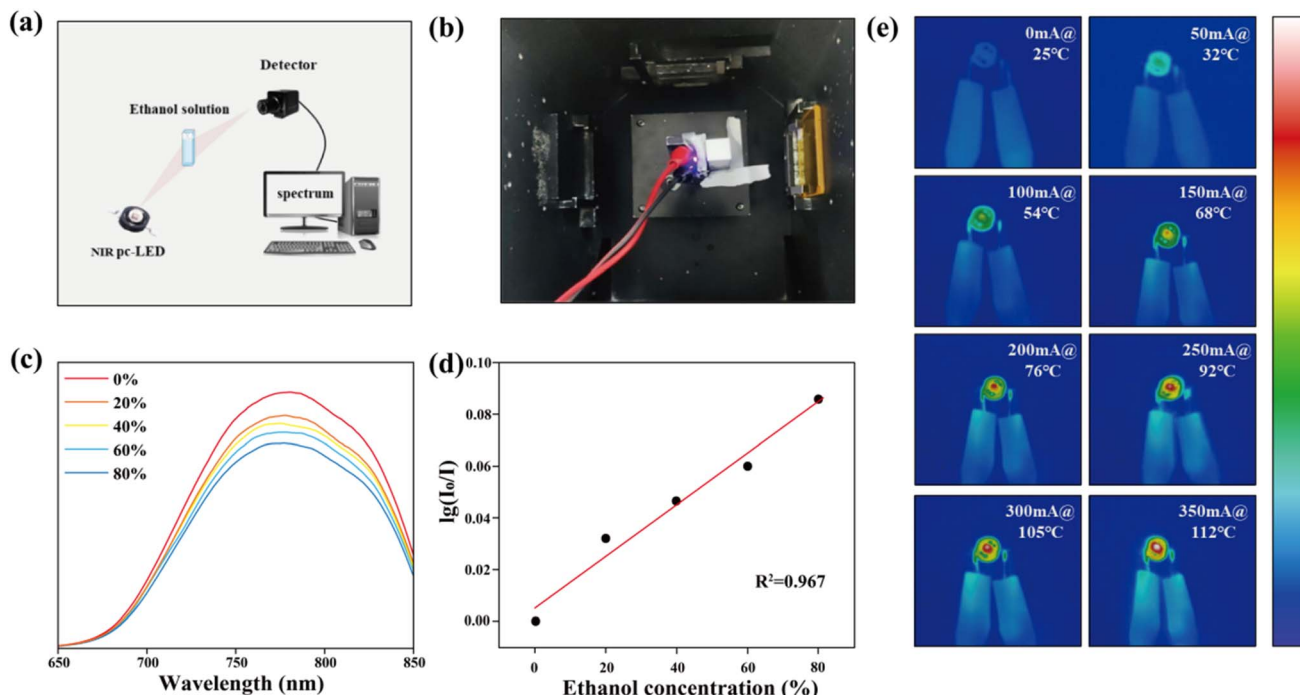 (a)
Detector
Ethanol solution
spectrum
NIR pc-LED
(b)
(c)
0%
20%
40%
60%
80%
650
700
750
800
850
Wavelength (nm)
(d)
lg(I₀/I)
0.10
0.08
0.06
0.04
0.02
0.00
R²=0.967
0
20
40
60
80
Ethanol concentration (%)
(e)
0mA@
25℃
50mA@
32℃
100mA@
54℃
150mA@
68℃
200mA@
76℃
250mA@
92℃
300mA@
105℃
350mA@
112℃